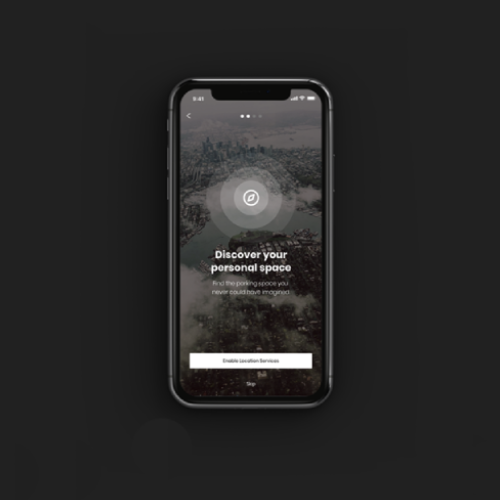 9:41
Discover your
personal space
Find the parking space you
never could have imagined
Enable Location Services
Skip